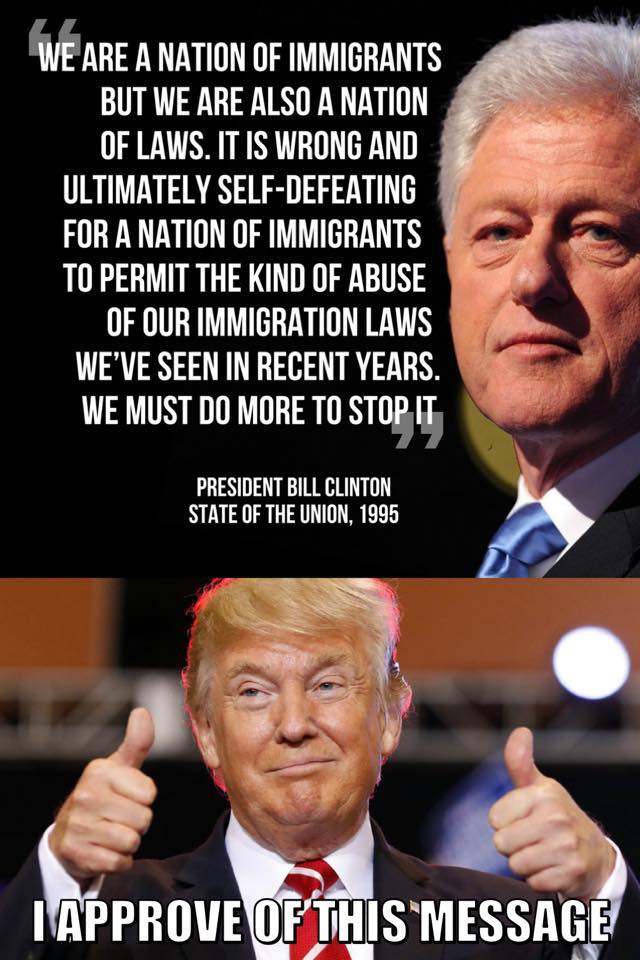 “
WE ARE A NATION OF IMMIGRANTS
BUT WE ARE ALSO A NATION
OF LAWS. IT IS WRONG AND
ULTIMATELY SELF-DEFEATING
FOR A NATION OF IMMIGRANTS
TO PERMIT THE KIND OF ABUSE
OF OUR IMMIGRATION LAWS
WE’VE SEEN IN RECENT YEARS.
WE MUST DO MORE TO STOP IT
”
PRESIDENT BILL CLINTON
STATE OF THE UNION, 1995
I APPROVE OF THIS MESSAGE